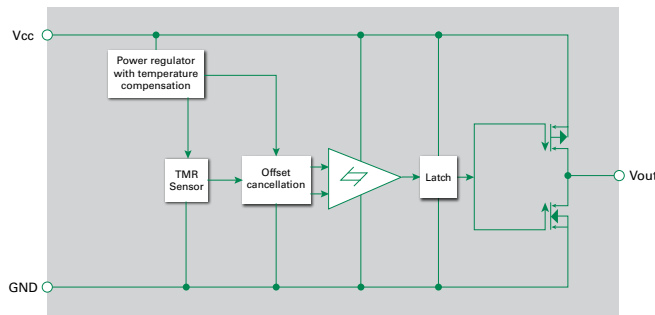 Vcc
Power regulator
with temperature
compensation
TMR
Sensor
Offset
cancellation
Latch
Vout
GND